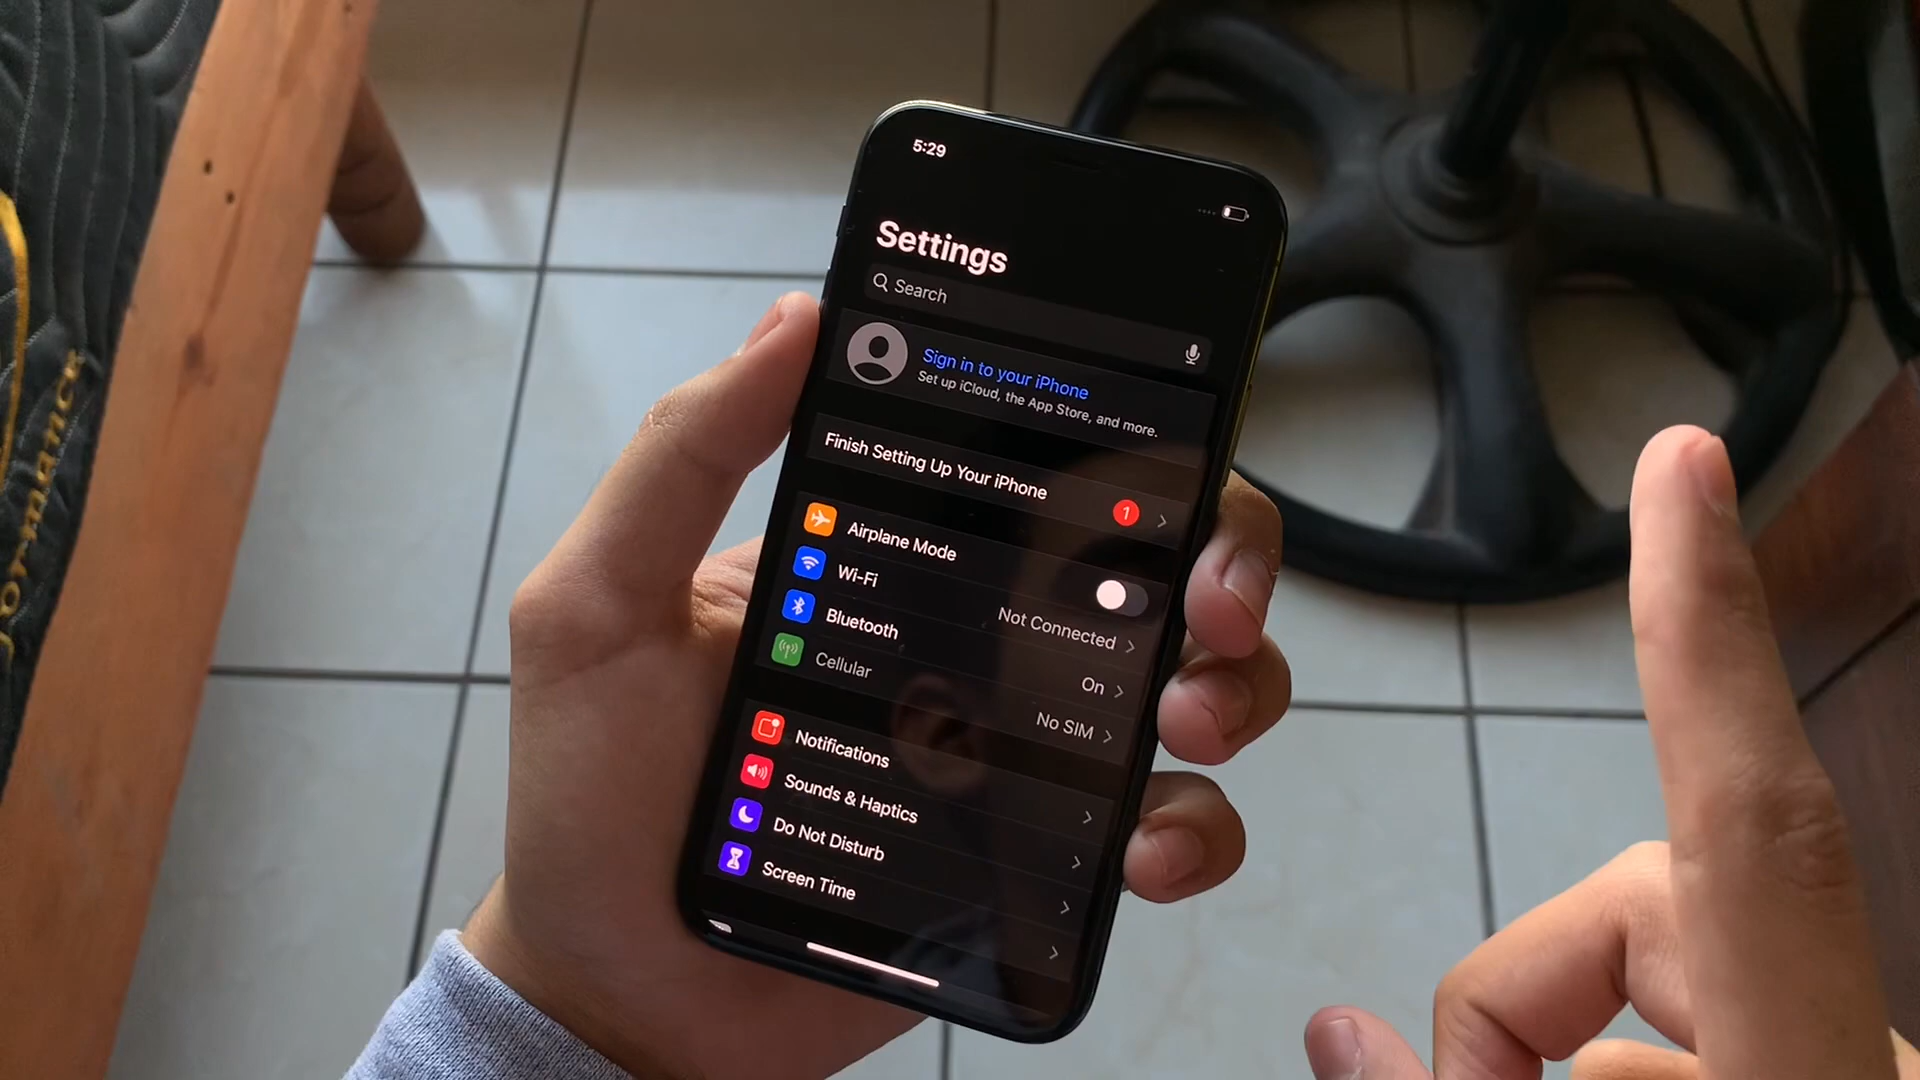 5:29
Settings
Search
Sign in to your iPhone
Set up iCloud, the App Store, and more.
Finish Setting Up Your iPhone
1
Airplane Mode
Wi-Fi
Not Connected
Bluetooth
On
Cellular
No SIM
Notifications
Sounds & Haptics
Do Not Disturb
Screen Time